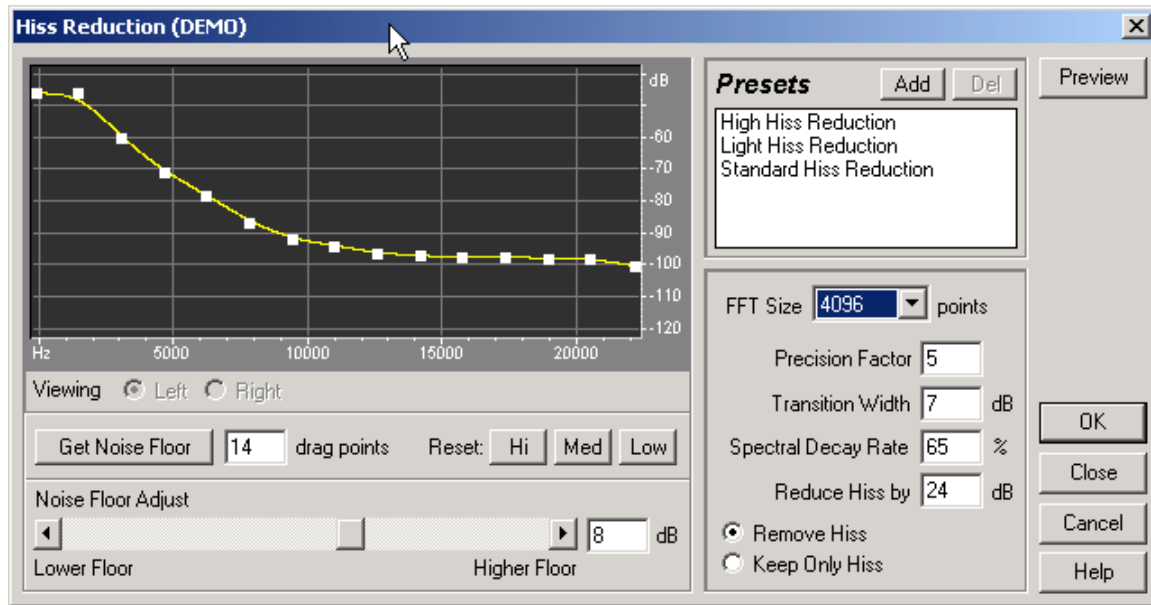 Hiss Reduction (DEMO)
dB
-60
-70
-80
-90
-100
-110
-120
Hz 5000 10000 15000 20000
Viewing Left Right
Get Noise Floor 14 drag points Reset: Hi Med Low
Noise Floor Adjust
8 dB
Lower Floor Higher Floor
Presets Add Del
High Hiss Reduction
Light Hiss Reduction
Standard Hiss Reduction
FFT Size 4096 points
Precision Factor 5
Transition Width 7 dB
Spectral Decay Rate 65 %
Reduce Hiss by 24 dB
Remove Hiss
Keep Only Hiss
Preview
OK
Close
Cancel
Help